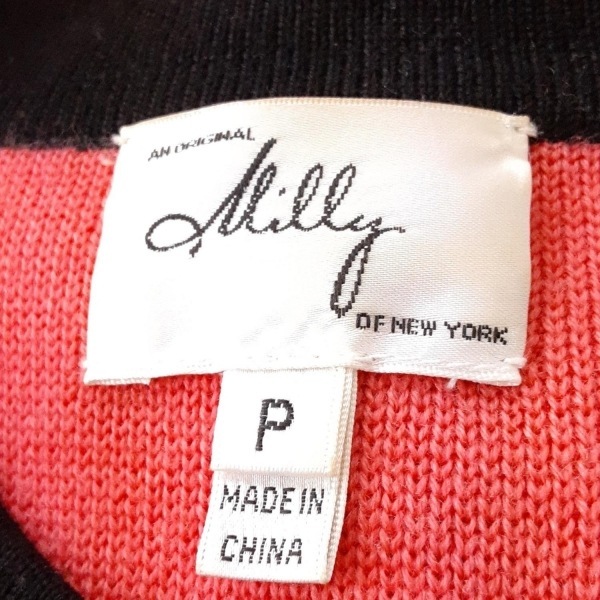 AN ORIGINAL
Milly
OF NEW YORK
P
MADE IN
CHINA